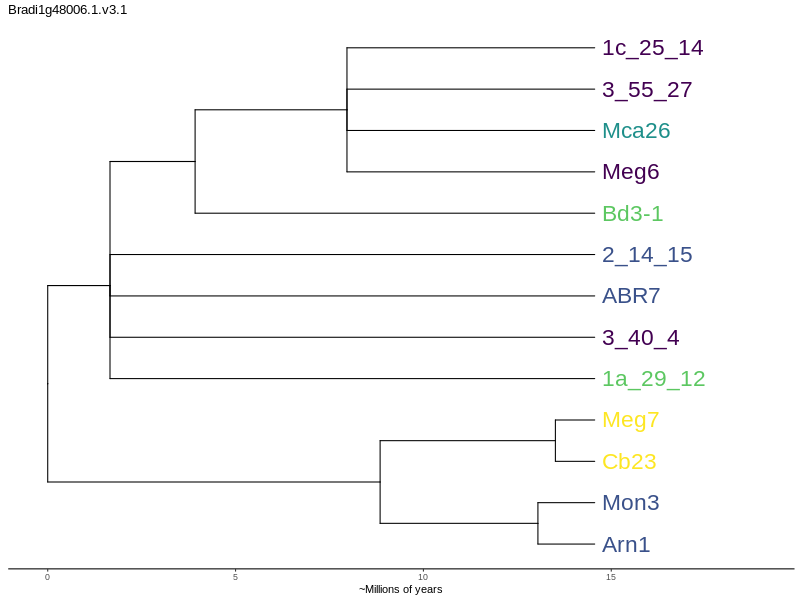 Bradi1g48006.1.v3.1
1c_25_14
3_55_27
Mca26
Meg6
Bd3-1
2_14_15
ABR7
3_40_4
1a_29_12
Meg7
Cb23
Mon3
Arn1
0 5 10 15
~Millions of years